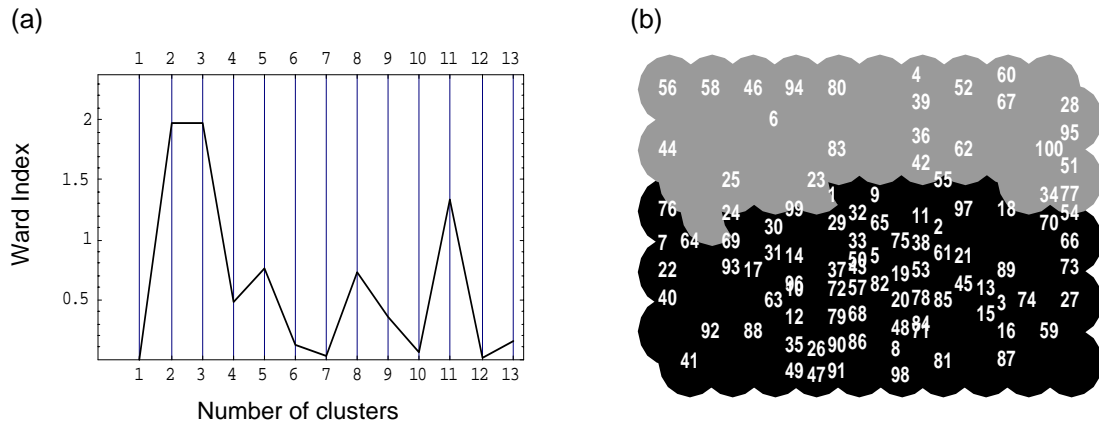 (a)
1 2 3 4 5 6 7 8 9 10 11 12 13
2
1.5
1
0.5
Ward Index
1 2 3 4 5 6 7 8 9 10 11 12 13
Number of clusters
(b)
56 58 46 94 80 4 52 60
39 67 28
6
36 95
44 83 62 100
42 51
25 23 55
1 9 34 77
76 24 99 32 11 97 18 54
30 29 65 2 70
7 64 69 33 75 38 66
31 14 50 5 61 21
22 93 17 37 43 19 53 89 73
96 72 57 82 45 13
40 63 10 20 78 85 3 74 27
12 79 68 15
92 88 48 84 71 16 59
35 26 90 86 8
41 81 87
49 47 91 98